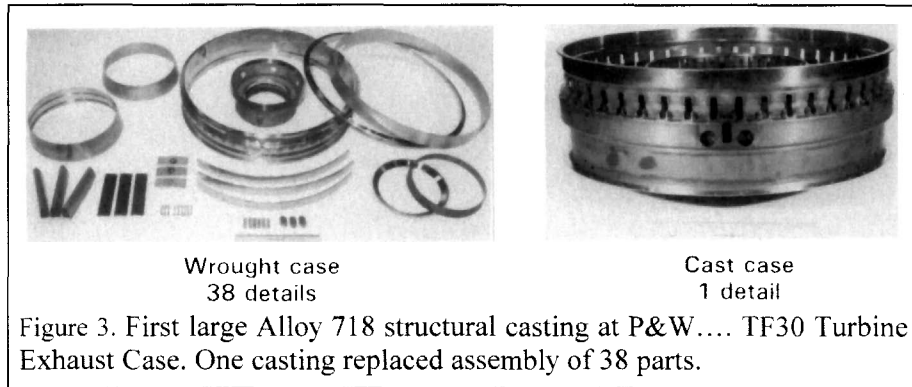 Wrought case
38 details
Cast case
1 detail
Figure 3. First large Alloy 718 structural casting at P&W.... TF30 Turbine
Exhaust Case. One casting replaced assembly of 38 parts.